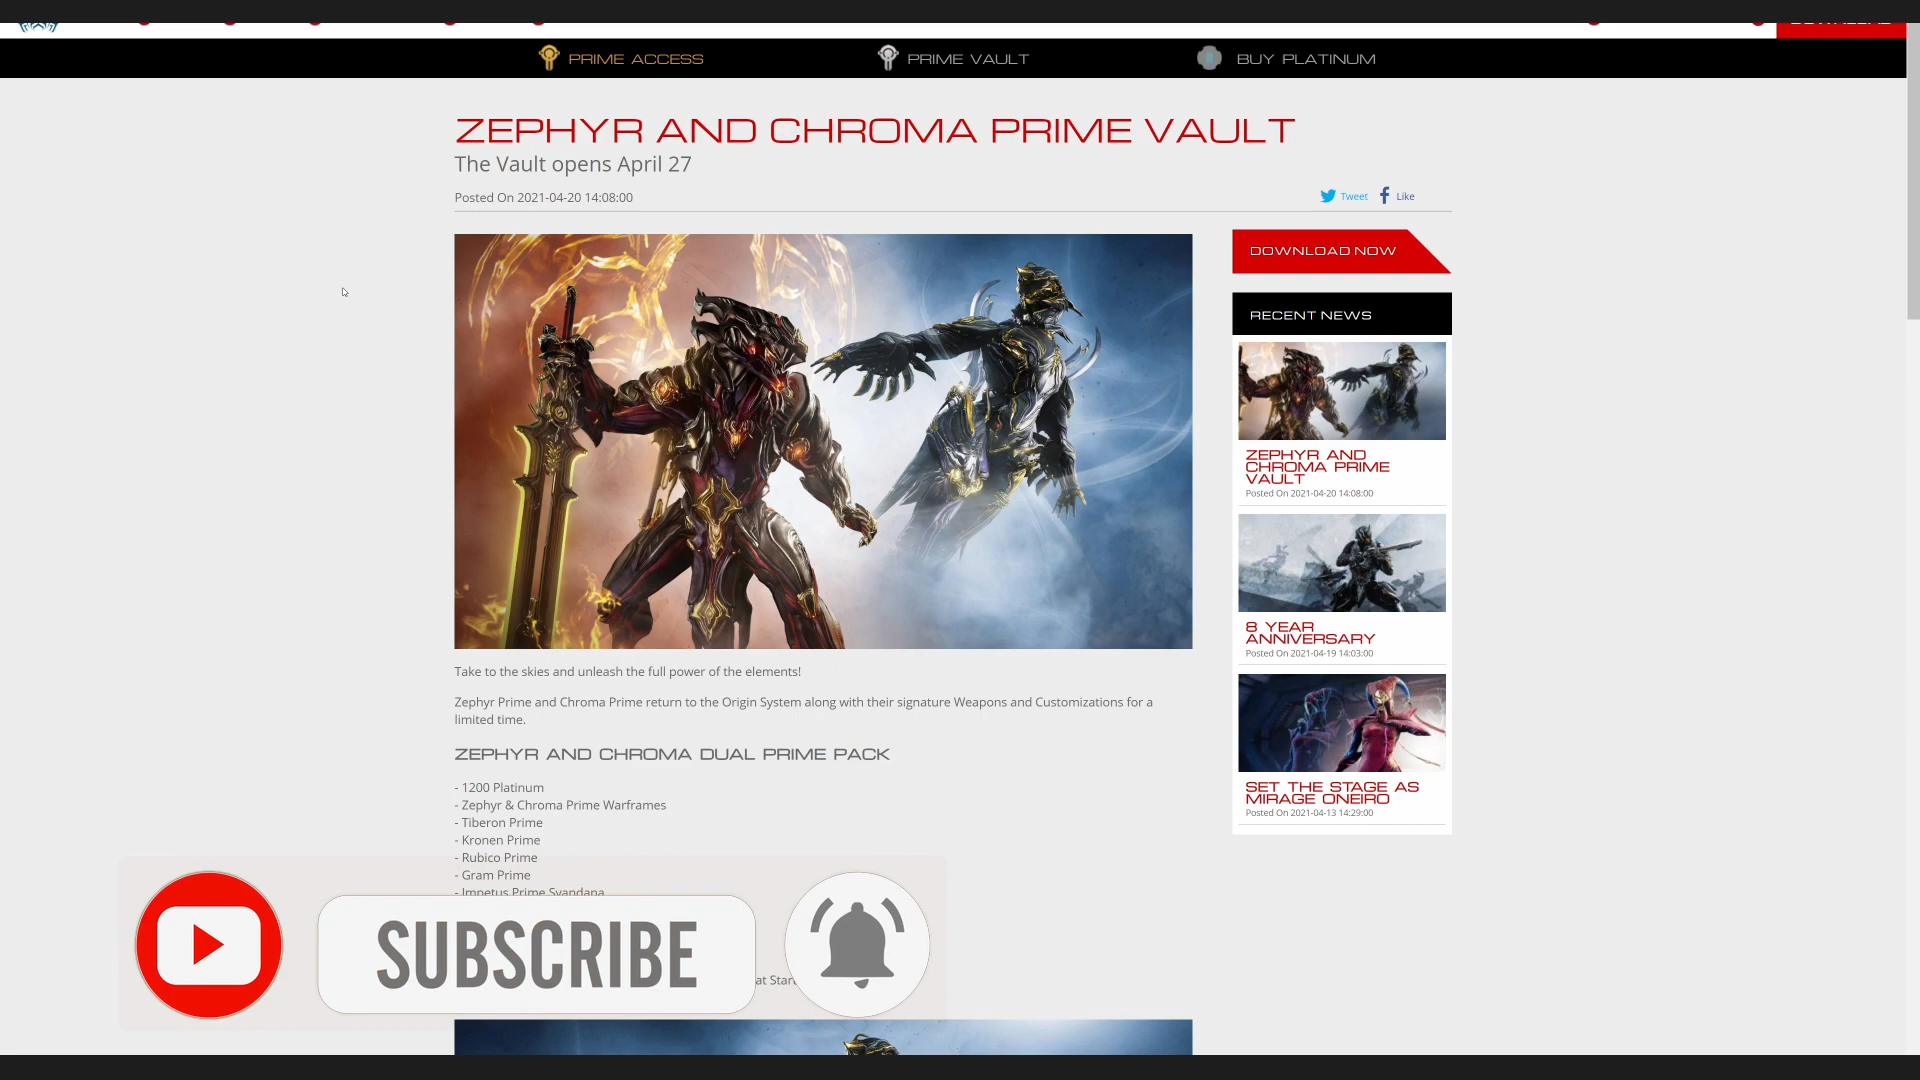 PRIME ACCESS
PRIME VAULT
BUY PLATINUM
ZEPHYR AND CHROMA PRIME VAULT
The Vault opens April 27
Posted On 2021-04-20 14:08:00
Tweet
Like
DOWNLOAD NOW
RECENT NEWS
ZEPHYR AND
CHROMA PRIME
VAULT
Posted On 2021-04-20 14:08:00
8 YEAR
ANNIVERSARY
Posted On 2021-04-19 14:03:00
SET THE STAGE AS
MIRAGE ONEIRO
Posted On 2021-04-13 14:29:00
Take to the skies and unleash the full power of the elements!
Zephyr Prime and Chroma Prime return to the Origin System along with their signature Weapons and Customizations for a
limited time.
ZEPHYR AND CHROMA DUAL PRIME PACK
- 1200 Platinum
- Zephyr & Chroma Prime Warframes
- Tiberon Prime
- Kronen Prime
- Rubico Prime
- Gram Prime
- Impetus Prime Syandana
at
SUBSCRIBE